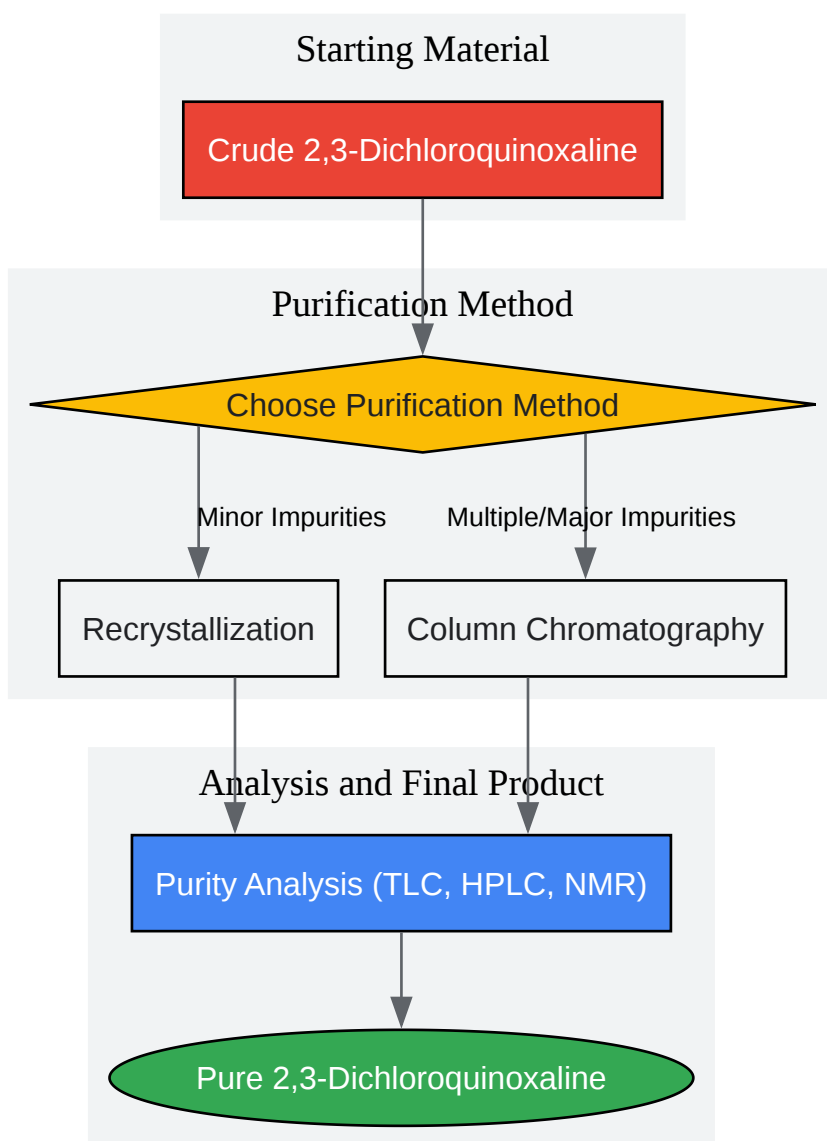 Starting Material
Crude 2,3-Dichloroquinoxaline
Purification Method
Choose Purification Method
Minor Impurities
Multiple/Major Impurities
Recrystallization
Column Chromatography
Analysis and Final Product
Purity Analysis (TLC, HPLC, NMR)
Pure 2,3-Dichloroquinoxaline